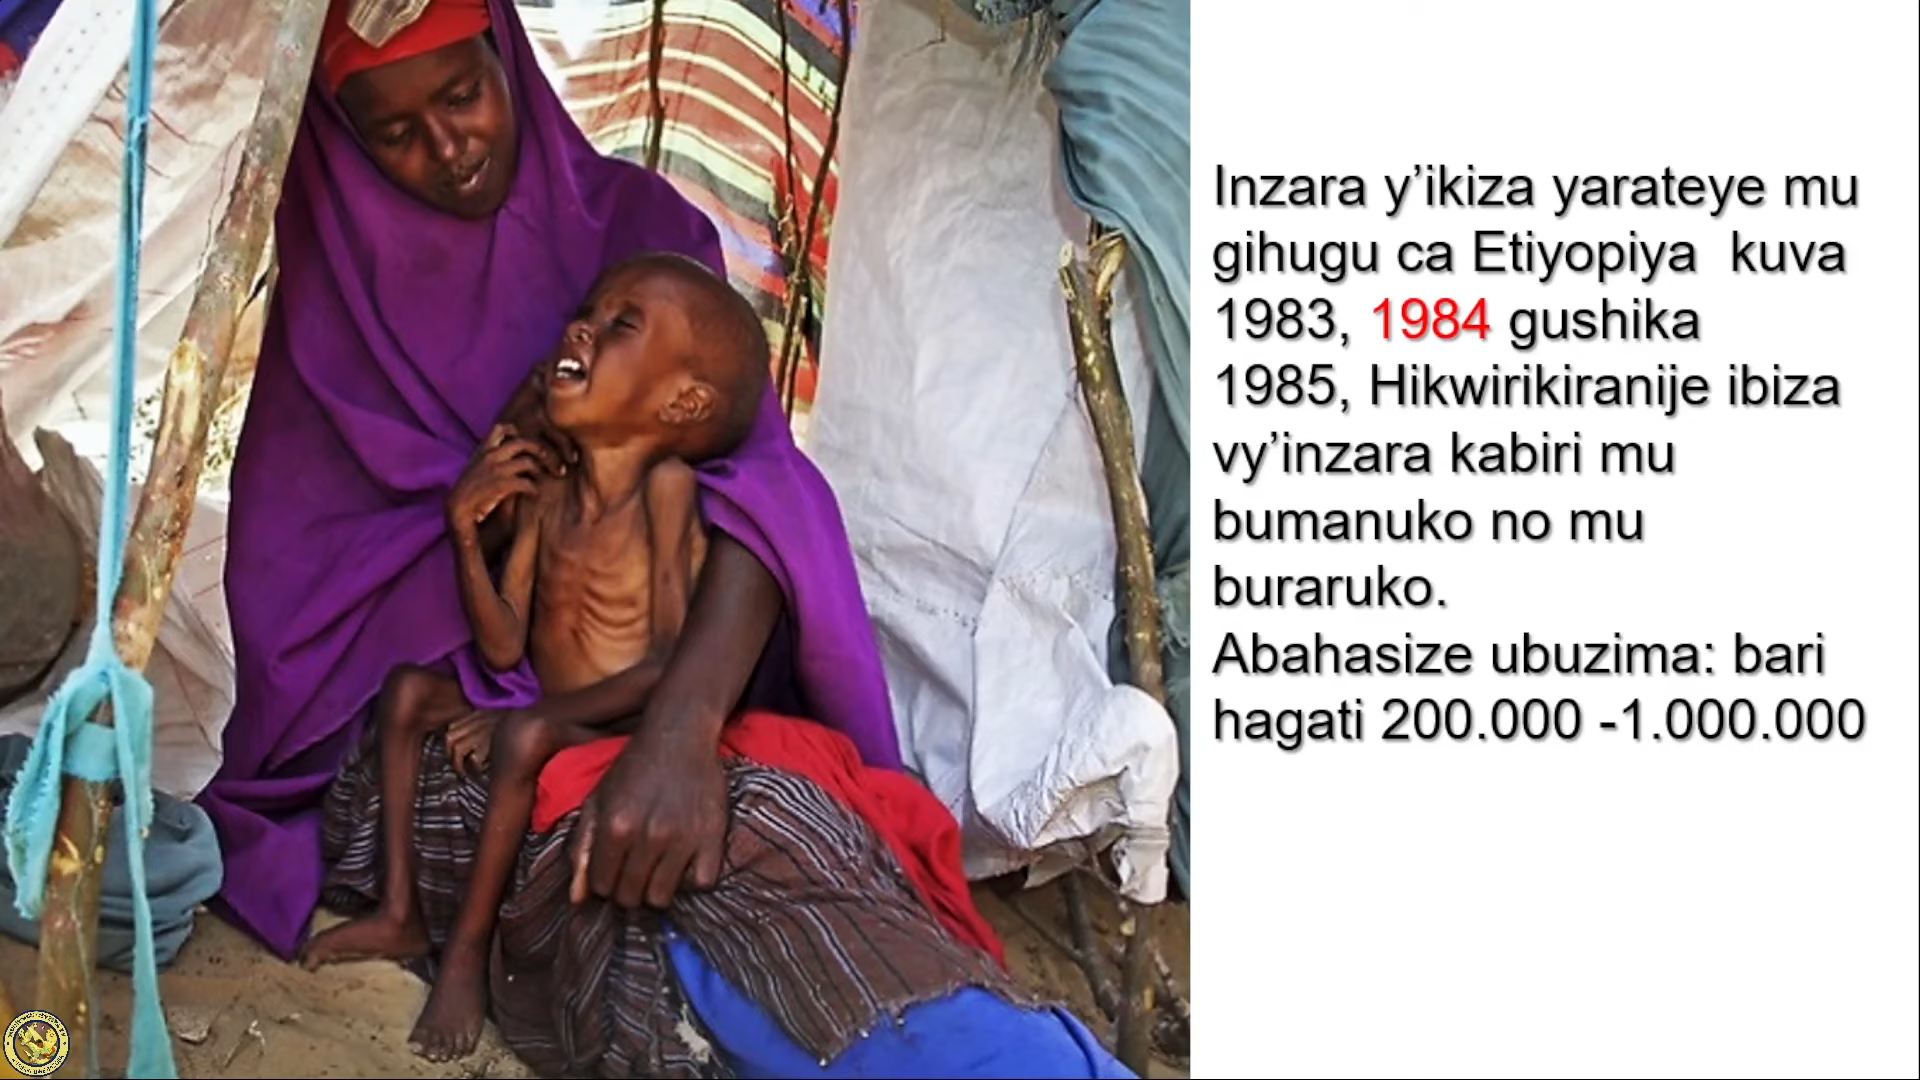 Inzara y’ikiza yarateye mu
gihugu ca Etiyopiya  kuva
1983, 1984 gushika
1985, Hikwirikiranije ibiza
vy’inzara kabiri mu
bumanuko no mu
buraruko.
Abahasize ubuzima: bari
hagati 200.000 -1.000.000